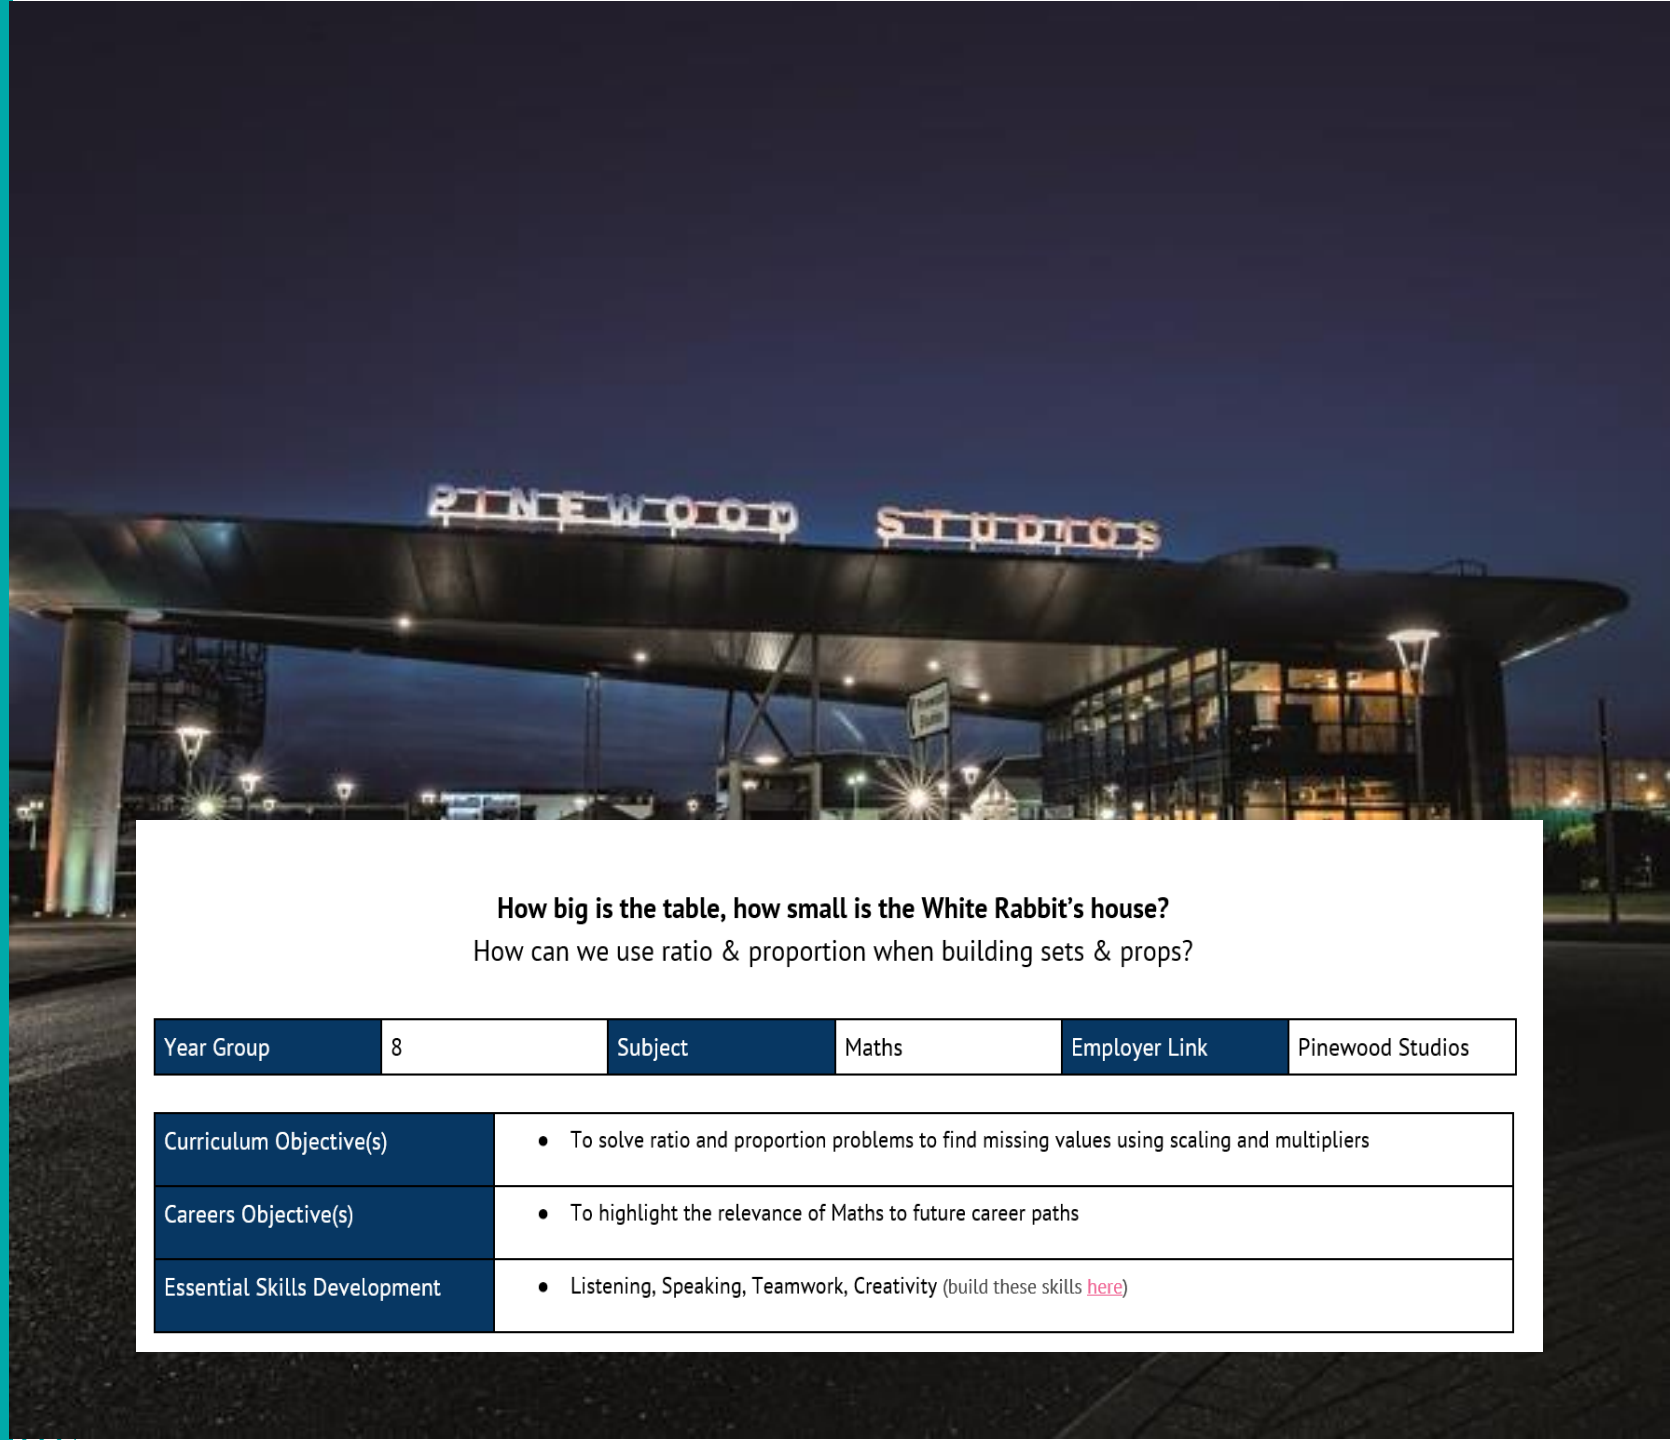 PINEWOOD STUDIOS
Pinewood
Studios
How big is the table, how small is the White Rabbit’s house?
How can we use ratio & proportion when building sets & props?
Year Group 8 Subject Maths Employer Link Pinewood Studios
Curriculum Objective(s) ● To solve ratio and proportion problems to find missing values using scaling and multipliers
Careers Objective(s) ● To highlight the relevance of Maths to future career paths
Essential Skills Development ● Listening, Speaking, Teamwork, Creativity (build these skills here)